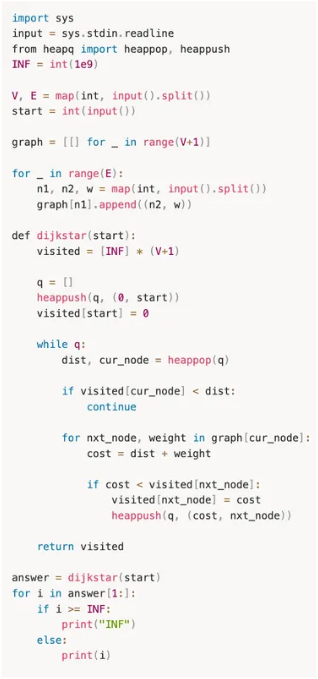 import sys
input = sys.stdin.readline
from heapq import heappop, heappush
INF = int(1e9)

V, E = map(int, input().split())
start = int(input())

graph = [[] for _ in range(V+1)]

for _ in range(E):
    n1, n2, w = map(int, input().split())
    graph[n1].append((n2, w))

def dijkstar(start):
    visited = [INF] * (V+1)

    q = []
    heappush(q, (0, start))
    visited[start] = 0

    while q:
        dist, cur_node = heappop(q)

        if visited[cur_node] < dist:
            continue

        for nxt_node, weight in graph[cur_node]:
            cost = dist + weight

            if cost < visited[nxt_node]:
                visited[nxt_node] = cost
                heappush(q, (cost, nxt_node))

    return visited

answer = dijkstar(start)
for i in answer[1:]:
    if i >= INF:
        print("INF")
    else:
        print(i)